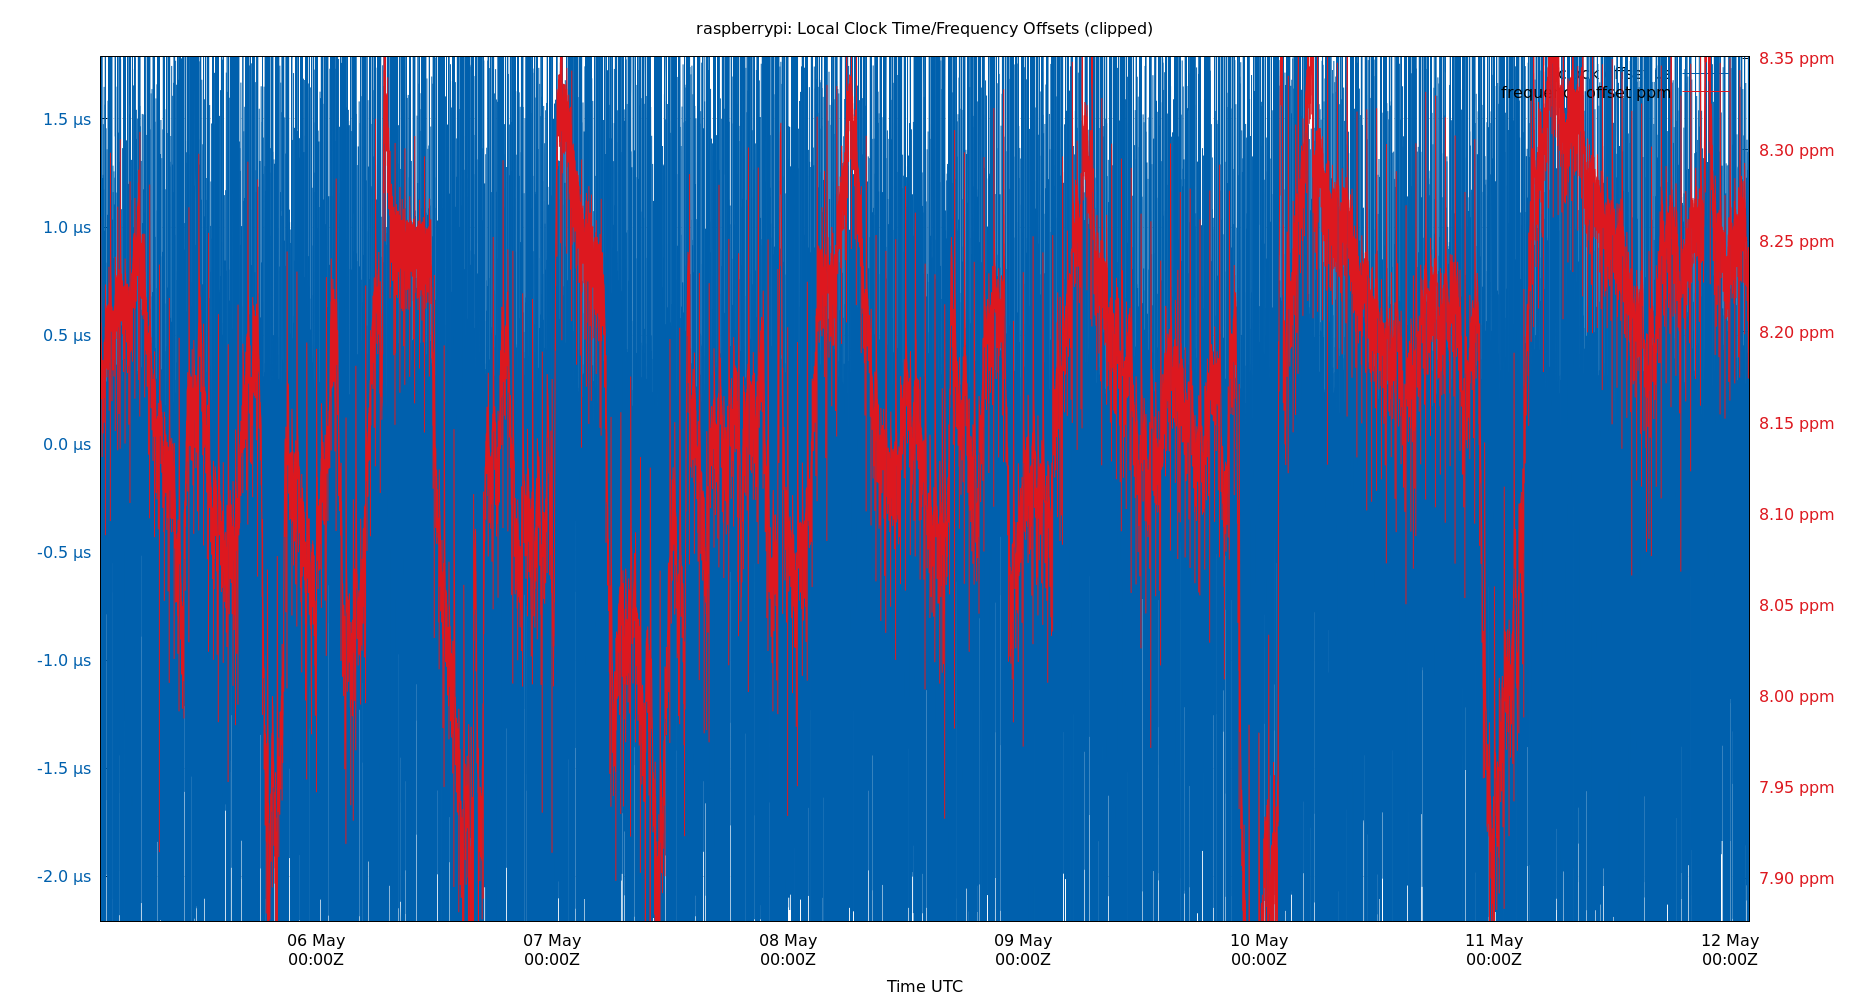 raspberrypi: Local Clock Time/Frequency Offsets (clipped)
8.35 ppm
frequency offset ppm
1.5 µs
8.30 ppm
1.0 µs
8.25 ppm
0.5 µs
8.20 ppm
0.0 µs
8.15 ppm
-0.5 µs
8.10 ppm
8.05 ppm
-1.0 µs
8.00 ppm
-1.5 µs
7.95 ppm
-2.0 µs
7.90 ppm
06 May 07 May 08 May 09 May 10 May 11 May 12 May
00:00Z 00:00Z 00:00Z 00:00Z 00:00Z 00:00Z 00:00Z
Time UTC